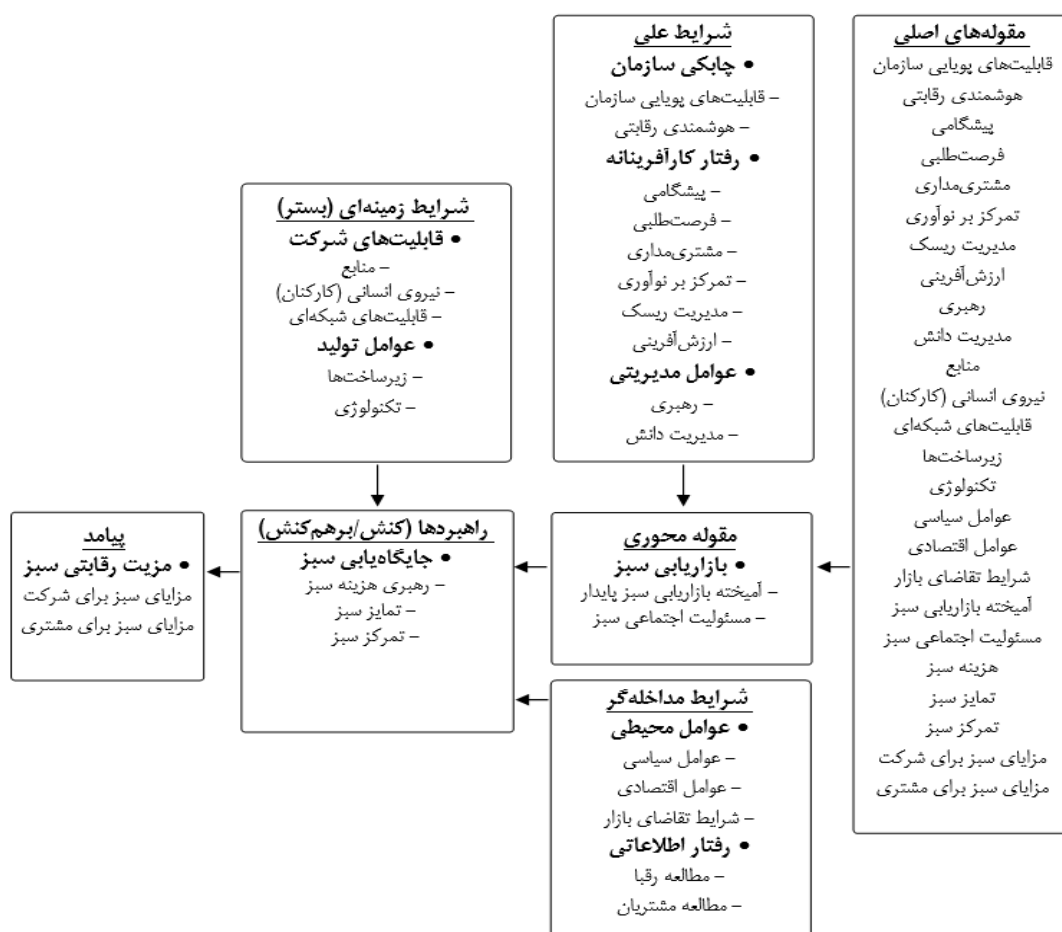 مقوله‌های اصلی
قابلیت‌های پویایی سازمان
هوشمندی رقابتی
پیشگامی
فرصت‌طلبی
مشتری‌مداری
تمرکز بر نوآوری
مدیریت ریسک
ارزش‌آفرینی
رهبری
مدیریت دانش
منابع
نیروی انسانی (کارکنان)
قابلیت‌های شبکه‌ای
زیرساخت‌ها
تکنولوژی
عوامل سیاسی
عوامل اقتصادی
شرایط تقاضای بازار
آمیخته بازاریابی سبز
مسئولیت اجتماعی سبز
هزینه سبز
تمایز سبز
تمرکز سبز
مزایای سبز برای شرکت
مزایای سبز برای مشتری
شرایط علی
• چابکی سازمان
– قابلیت‌های پویایی سازمان
– هوشمندی رقابتی
• رفتار کارآفرینانه
– پیشگامی
– فرصت‌طلبی
– مشتری‌مداری
– تمرکز بر نوآوری
– مدیریت ریسک
– ارزش‌آفرینی
• عوامل مدیریتی
– رهبری
– مدیریت دانش
شرایط زمینه‌ای (بستر)
• قابلیت‌های شرکت
– منابع
– نیروی انسانی (کارکنان)
– قابلیت‌های شبکه‌ای
• عوامل تولید
– زیرساخت‌ها
– تکنولوژی
مقوله محوری
• بازاریابی سبز
– آمیخته بازاریابی سبز پایدار
– مسئولیت اجتماعی سبز
راهبردها (کنش/برهم‌کنش)
• جایگاه‌یابی سبز
– رهبری هزینه سبز
– تمایز سبز
– تمرکز سبز
پیامد
• مزیت رقابتی سبز
مزایای سبز برای شرکت
مزایای سبز برای مشتری
شرایط مداخله‌گر
• عوامل محیطی
– عوامل سیاسی
– عوامل اقتصادی
– شرایط تقاضای بازار
• رفتار اطلاعاتی
– مطالعه رقبا
– مطالعه مشتریان